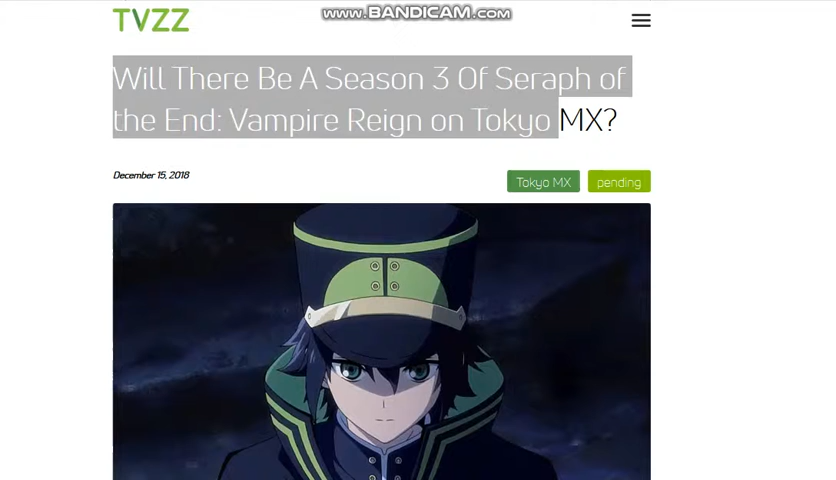 www.BANDICAM.com
TVZZ
Will There Be A Season 3 Of Seraph of
the End: Vampire Reign on Tokyo MX?
December 15, 2018
Tokyo MX
pending